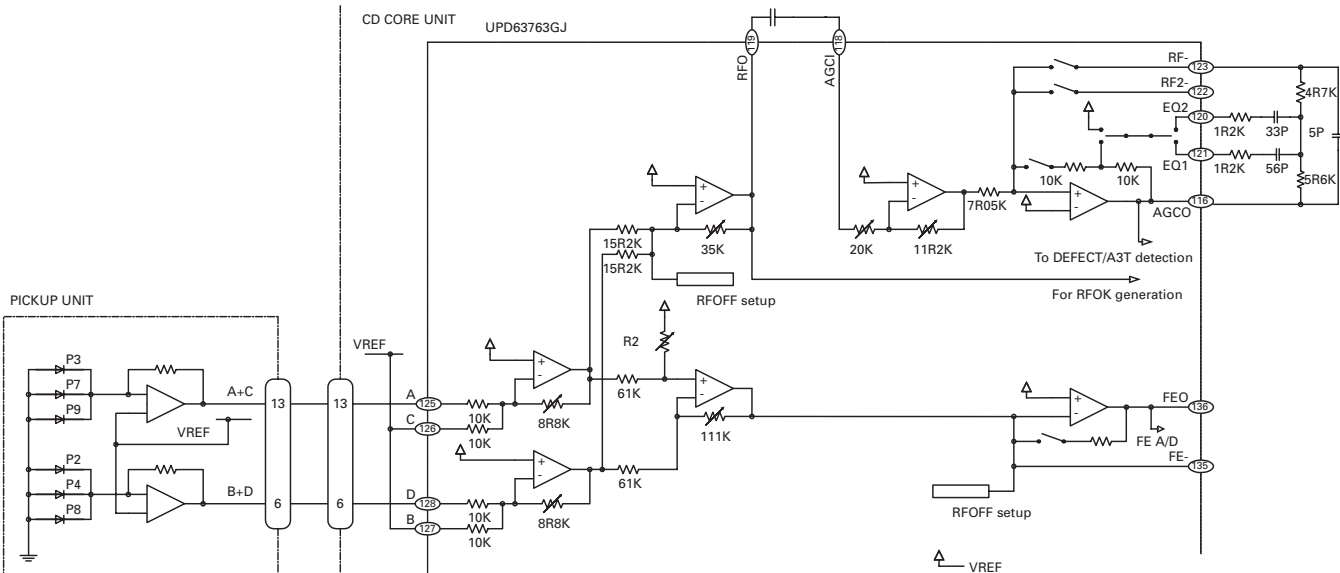 CD CORE UNIT
UPD63763GJ
119
118
RFO
AGCI
RF-
123
RF2-
122
4R7K
EQ2
120
1R2K
33P
5P
121
EQ1
1R2K
56P
5R6K
10K
10K
7R05K
116
AGCO
+
-
+
-
+
-
15R2K
35K
20K
11R2K
15R2K
To DEFECT/A3T detection
RFOFF setup
For RFOK generation
PICKUP UNIT
VREF
R2
P3
P7
P9
A+C
13
13
A
125
10K
+
-
8R8K
61K
+
-
111K
+
-
FEO
136
VREF
C
126
10K
FE A/D
FE-
135
P2
P4
P8
B+D
6
6
D
128
10K
+
-
8R8K
61K
B
127
10K
RFOFF setup
VREF